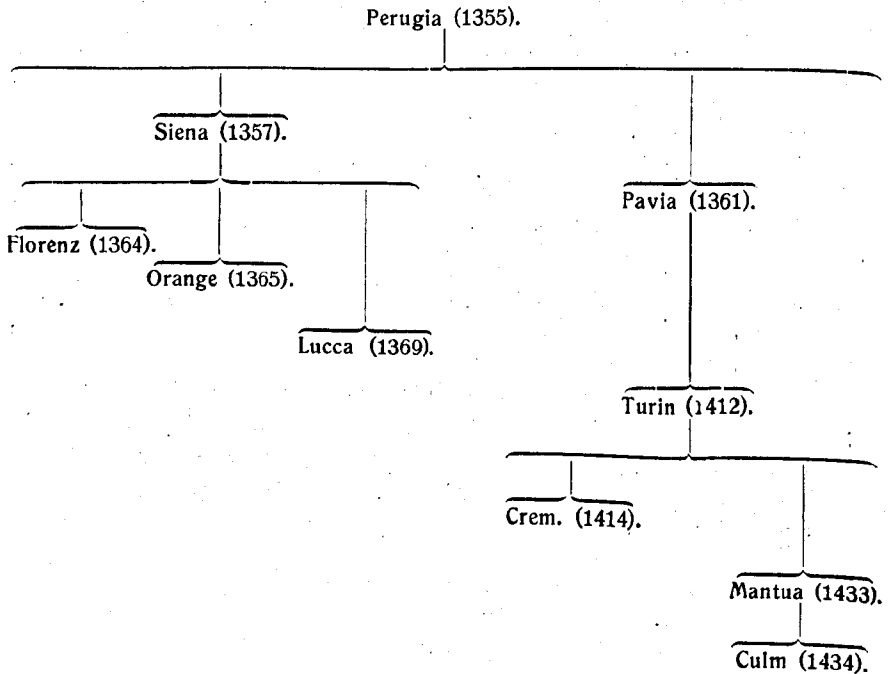 Perugia (1355).
Siena (1357).
Pavia (1361).
Florenz (1364).
Orange (1365).
Lucca (1369).
Turin (1412).
Crem. (1414).
Mantua (1433).
Culm (1434).